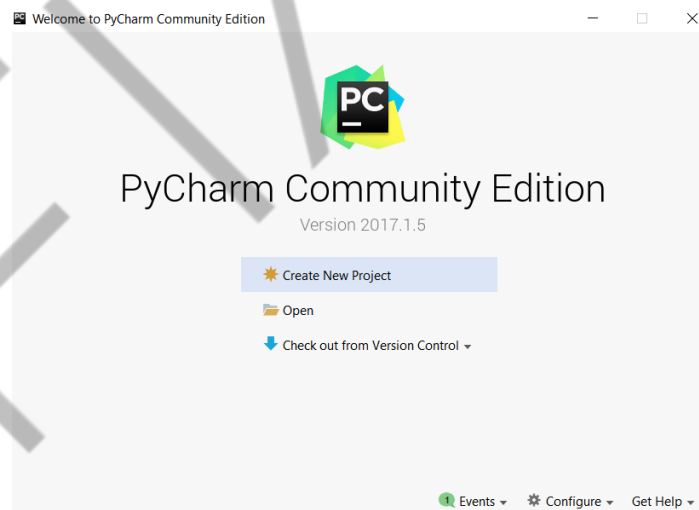 PC Welcome to PyCharm Community Edition
PC
PyCharm Community Edition
Version 2017.1.5
Create New Project
Open
Check out from Version Control
1 Events Configure Get Help